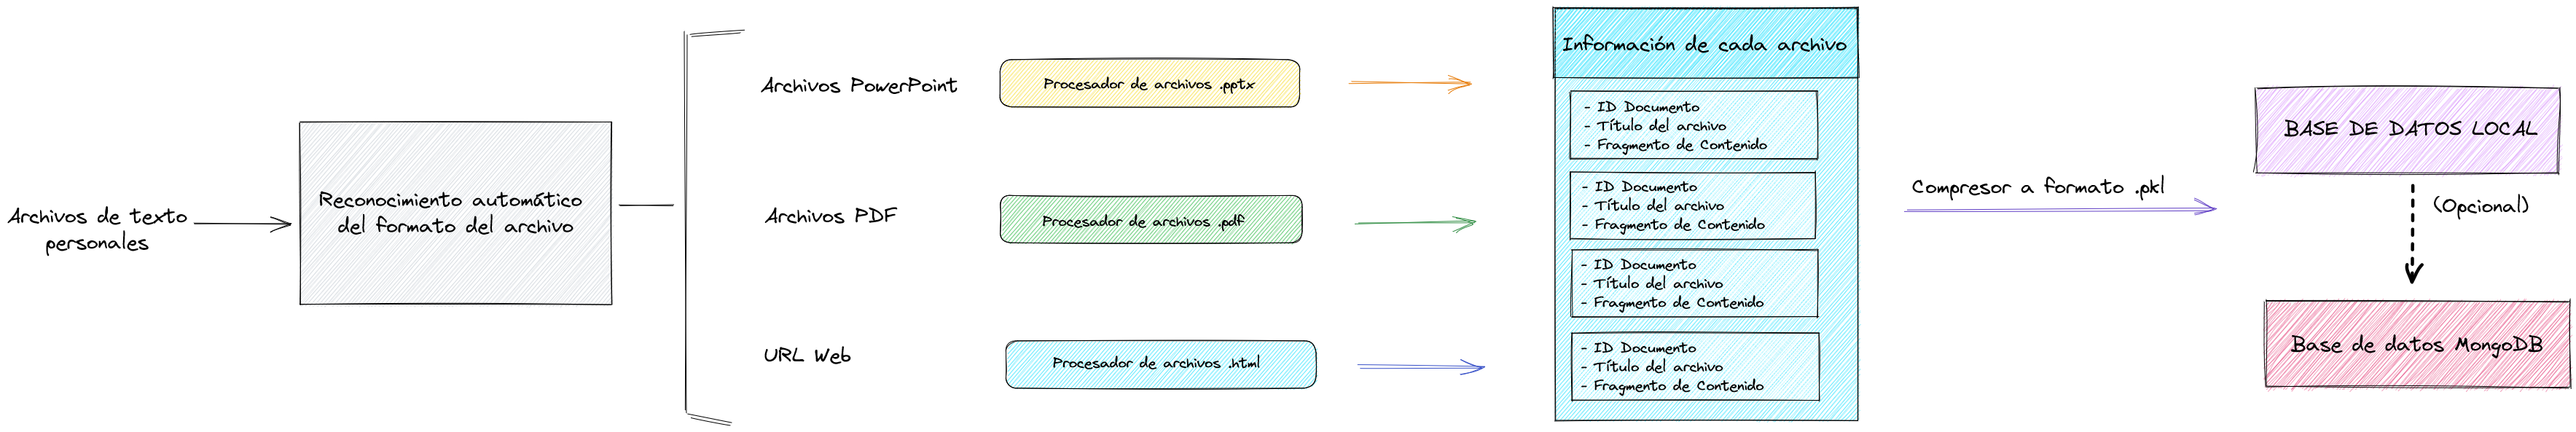 Archivos de texto
personales
Reconocimiento automático
del formato del archivo
Archivos PowerPoint
Procesador de archivos .pptx
Archivos PDF
Procesador de archivos .pdf
URL Web
Procesador de archivos .html
Información de cada archivo
- ID Documento
- Título del archivo
- Fragmento de Contenido
- ID Documento
- Título del archivo
- Fragmento de Contenido
- ID Documento
- Título del archivo
- Fragmento de Contenido
- ID Documento
- Título del archivo
- Fragmento de Contenido
Compresor a formato .pkl
BASE DE DATOS LOCAL
(Opcional)
Base de datos MongoDB